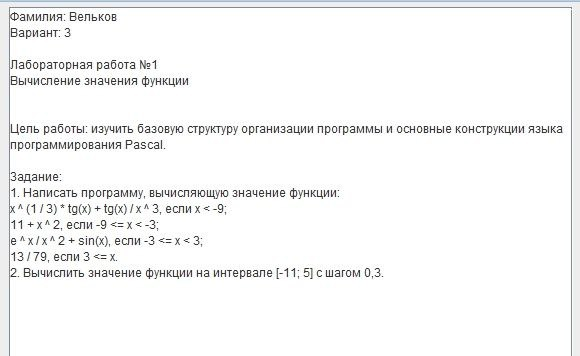 Фамилия: Вельков
Вариант: 3
Лабораторная работа №1
Вычисление значения функции
Цель работы: изучить базовую структуру организации программы и основные конструкции языка
программирования Pascal.
Задание:
1. Написать программу, вычисляющую значение функции:
x ^ (1 / 3) * tg(x) + tg(x) / x ^ 3, если x < -9;
11 + x ^ 2, если -9 <= x < -3;
e ^ x / x ^ 2 + sin(x), если -3 <= x < 3;
13 / 79, если 3 <= x.
2. Вычислить значение функции на интервале [-11; 5] с шагом 0,3.